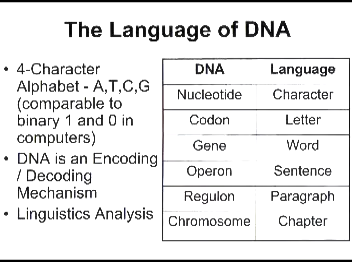 The Language of DNA
• 4-Character
Alphabet - A,T,C,G
(comparable to
binary 1 and 0 in
computers)
• DNA is an Encoding
/ Decoding
Mechanism
• Linguistics Analysis
DNA Language
Nucleotide Character
Codon Letter
Gene Word
Operon Sentence
Regulon Paragraph
Chromosome Chapter